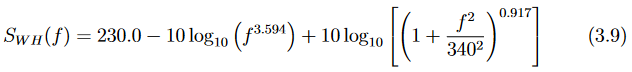 S_{WH}(f) = 230.0 − 10 log_{10} (f^{3.594}) + 10 log_{10} [(1 + \frac{f^2}{340^2})^{0.917}] (3.9)